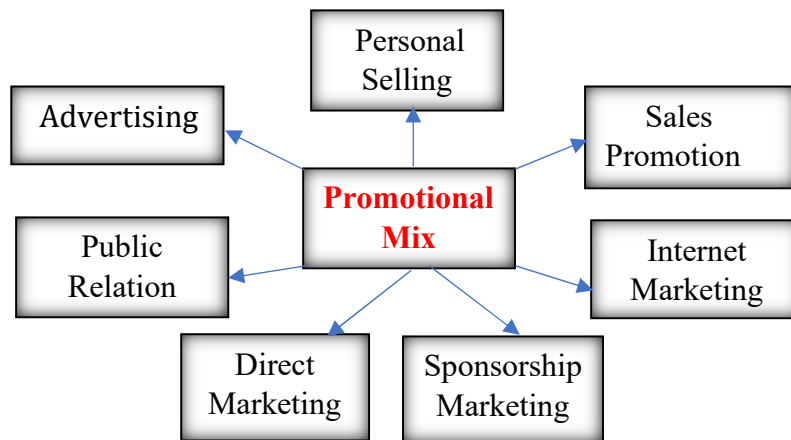 Personal
Selling
Advertising
Sales
Promotion
Promotional
Mix
Public
Relation
Internet
Marketing
Direct
Marketing
Sponsorship
Marketing